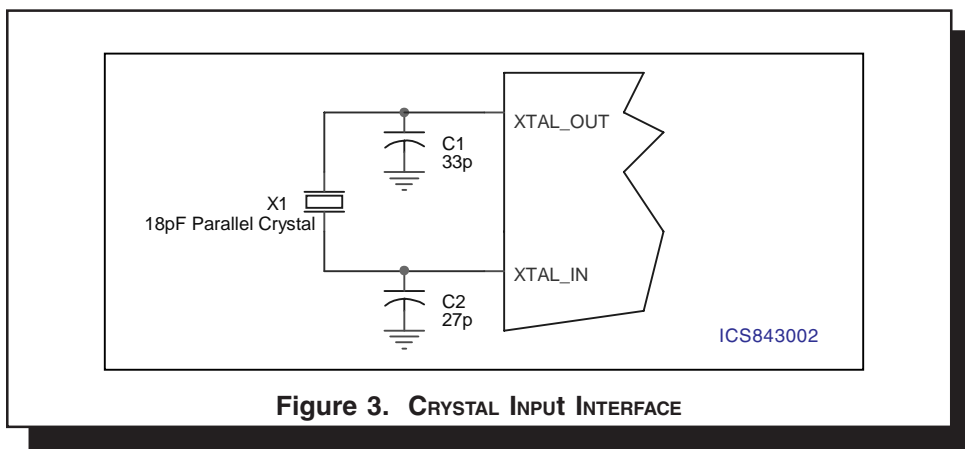 XTAL_OUT
C1
33p
X1
18pF Parallel Crystal
XTAL_IN
C2
27p
ICS843002
Figure 3. CRYSTAL INPUt INTERFACE